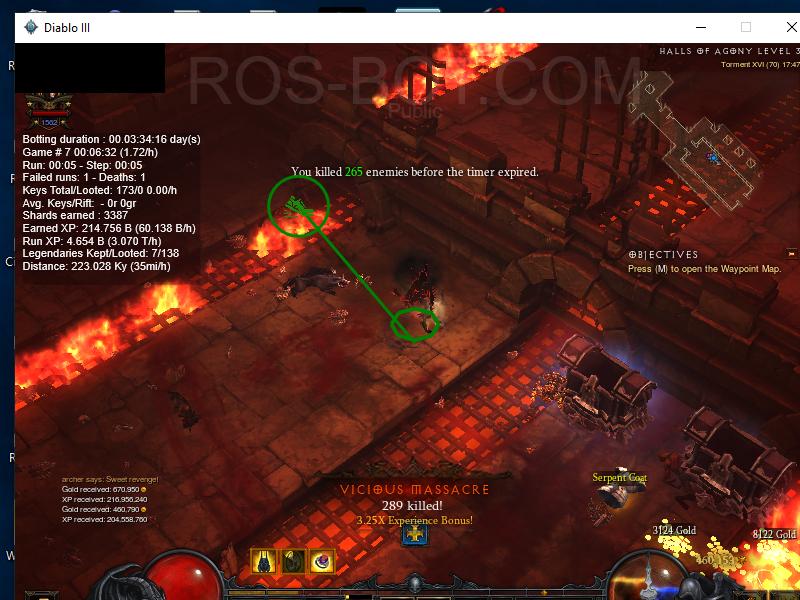 Diablo III
HALLS OF AGONY LEVEL 3
Torment XVI (70) 17:47
ROS-BOT.COM
Public
1562
Botting duration : 00.03:34:16 day(s)
Game # 7 00:06:32 (1.72/h)
Run: 00:05 - Step: 00:05
Failed runs: 1 - Deaths: 1
Keys Total/Looted: 173/0 0.00/h
Avg. Keys/Rift: - 0r 0gr
Shards earned : 3387
Earned XP: 214.756 B (60.138 B/h)
Run XP: 4.654 B (3.070 T/h)
Legendaries Kept/Looted: 7/138
Distance: 223.028 Ky (35mi/h)
You killed 265 enemies before the timer expired.
OBJECTIVES
Press (M) to open the Waypoint Map.
archer says: Sweet revenge!
Gold received: 670,950
XP received: 216,956,240
Gold received: 460,790
XP received: 204,558,760
VICIOUS MASSACRE
289 killed!
3.25X Experience Bonus!
Serpent Coat
3124 Gold
8122 Gold